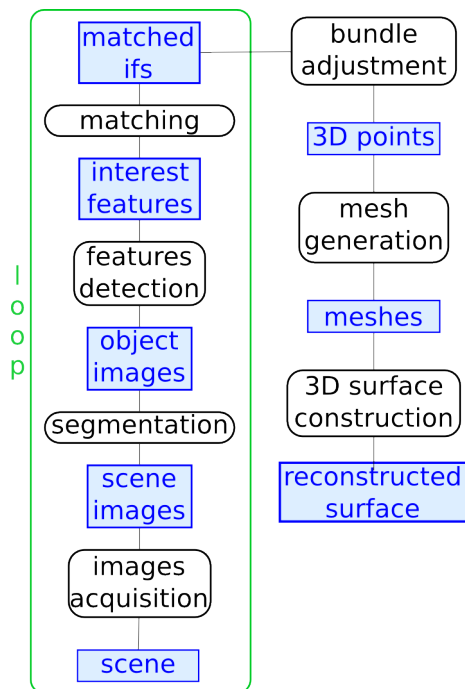 matched
ifs
matching
interest
features
features
detection
object
images
segmentation
scene
images
images
acquisition
scene
loop
bundle
adjustment
3D points
mesh
generation
meshes
3D surface
construction
reconstructed
surface